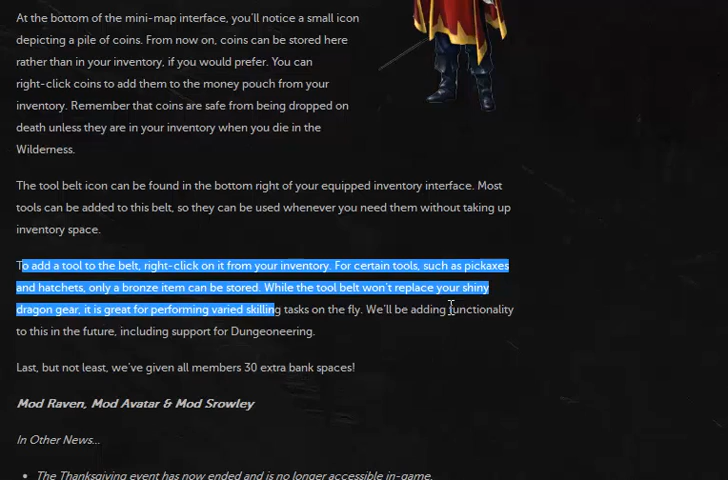 At the bottom of the mini-map interface, you'll notice a small icon
depicting a pile of coins. From now on, coins can be stored here
rather than in your inventory, if you would prefer. You can
right-click coins to add them to the money pouch from your
inventory. Remember that coins are safe from being dropped on
death unless they are in your inventory when you die in the
Wilderness.
The tool belt icon can be found in the bottom right of your equipped inventory interface. Most
tools can be added to this belt, so they can be used whenever you need them without taking up
inventory space.
To add a tool to the belt, right-click on it from your inventory. For certain tools, such as pickaxes
and hatchets, only a bronze item can be stored. While the tool belt won't replace your shiny
dragon gear, it is great for performing varied skilling tasks on the fly. We'll be adding functionality
to this in the future, including support for Dungeoneering.
Last, but not least, we've given all members 30 extra bank spaces!
Mod Raven, Mod Avatar & Mod Srowley
In Other News...
• The Thanksgiving event has now ended and is no longer accessible in-game.